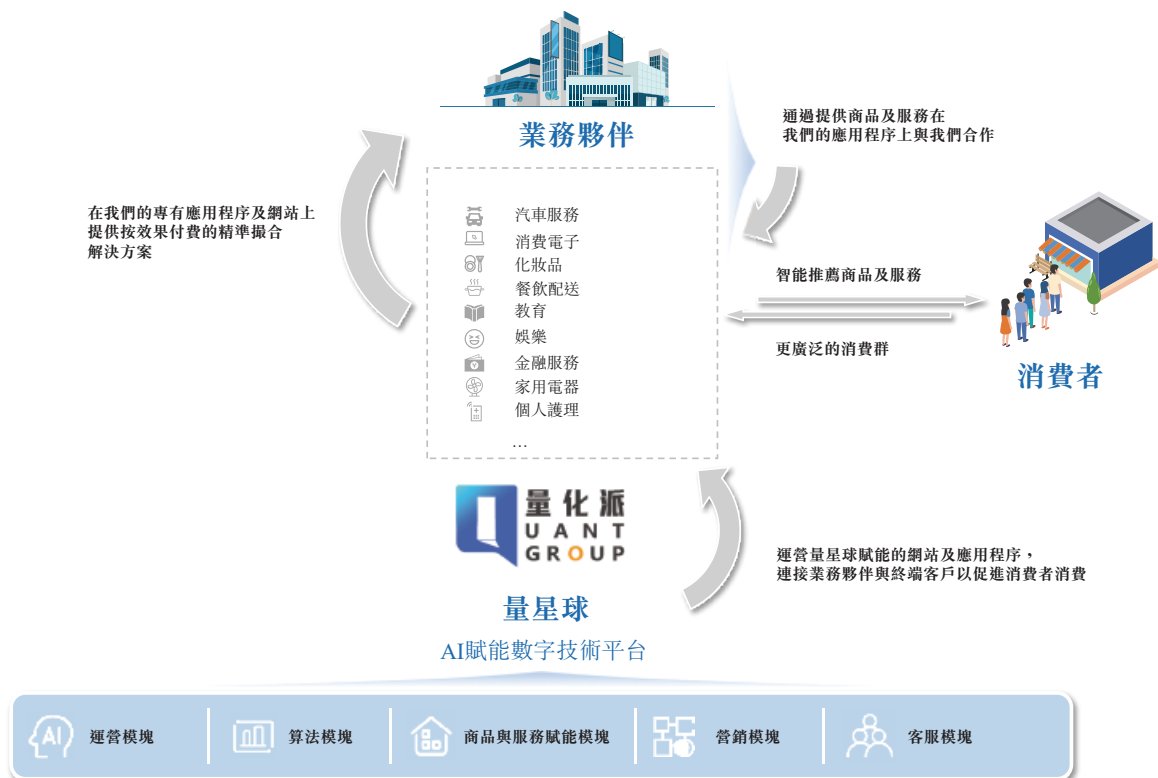 業務夥伴
通過提供商品及服務在
我們的應用程序上與我們合作
在我們的專有應用程序及網站上
提供按效果付費的精準撮合
解決方案
汽車服務
消費電子
化妝品
餐飲配送
教育
娛樂
金融服務
家用電器
個人護理
…
智能推薦商品及服務
更廣泛的消費群
消費者
量化派
UANT
GROUP
運營量星球賦能的網站及應用程序，
連接業務夥伴與終端客戶以促進消費者消費
量星球
AI賦能數字技術平台
AI
運營模塊
算法模塊
商品與服務賦能模塊
營銷模塊
客服模塊